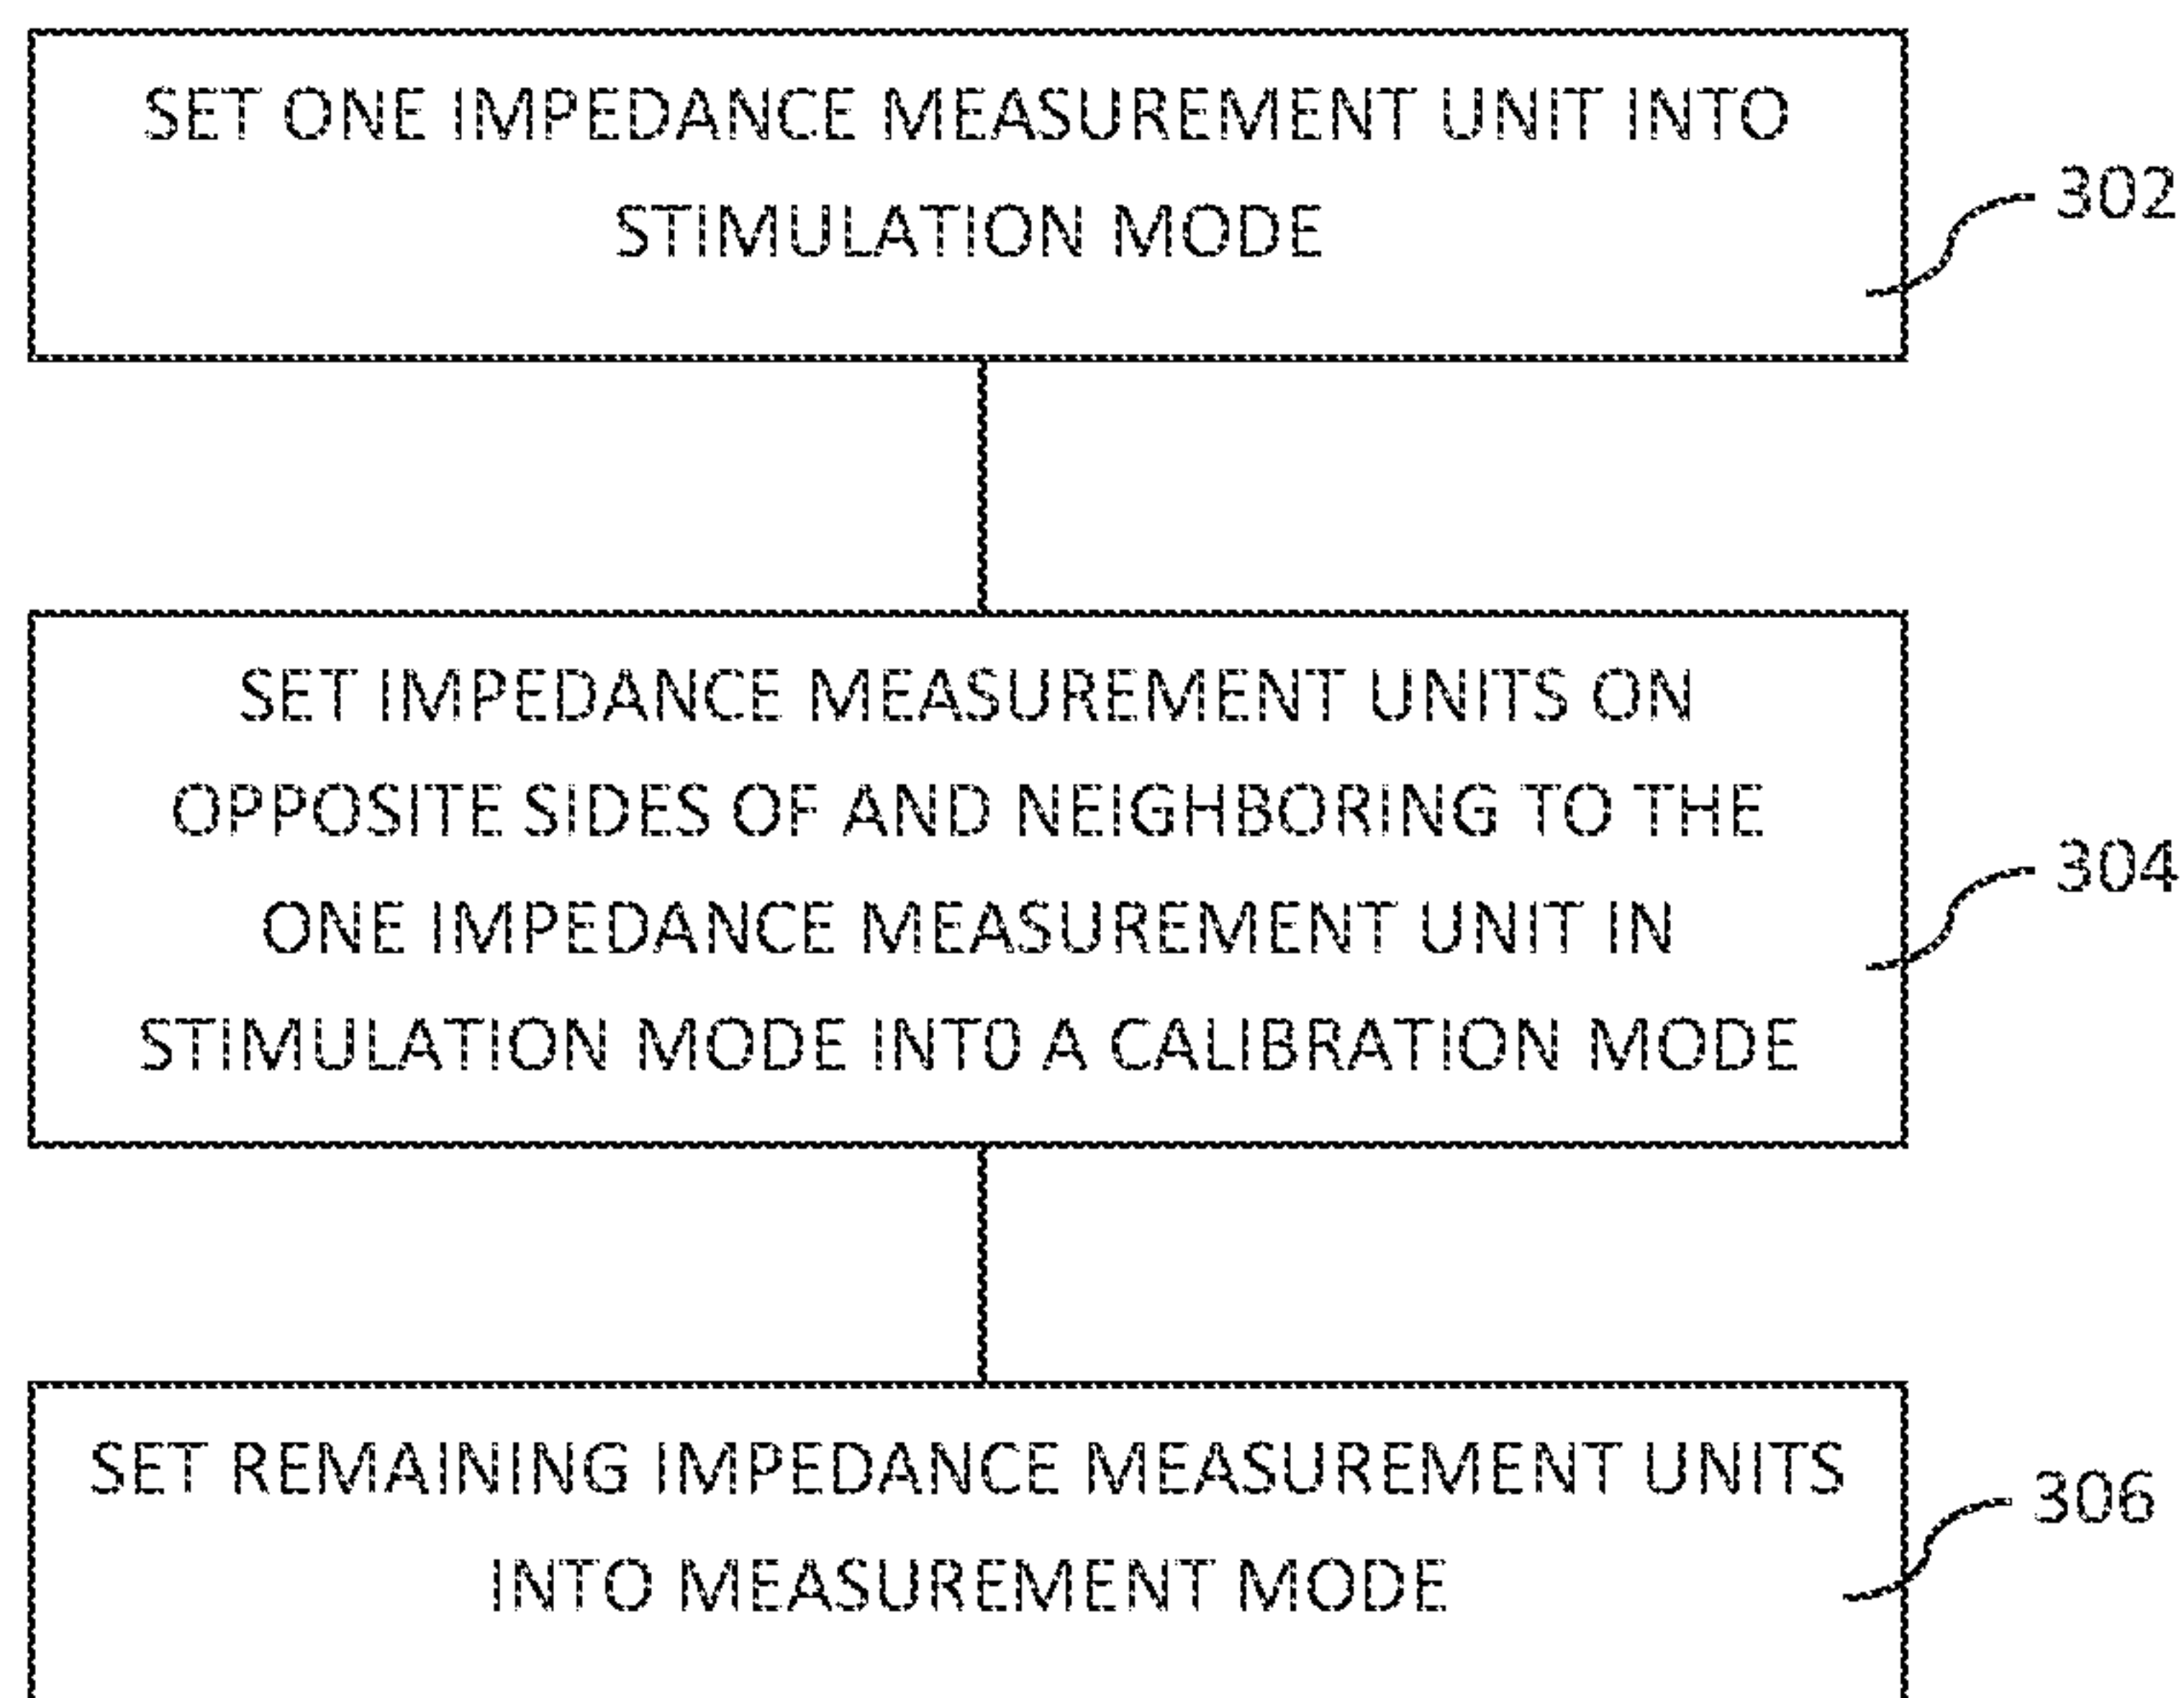 SET ONE IMPEDANCE MEASUREMENT UNIT INTO
STIMULATION MODE
302
SET IMPEDANCE MEASUREMENT UNITS ON
OPPOSITE SIDES OF AND NEIGHBORING TO THE
ONE IMPEDANCE MEASUREMENT UNIT IN
STIMULATION MODE INT0 A CALIBRATION MODE
304
SET REMAINING IMPEDANCE MEASUREMENT UNITS
INTO MEASUREMENT MODE
306